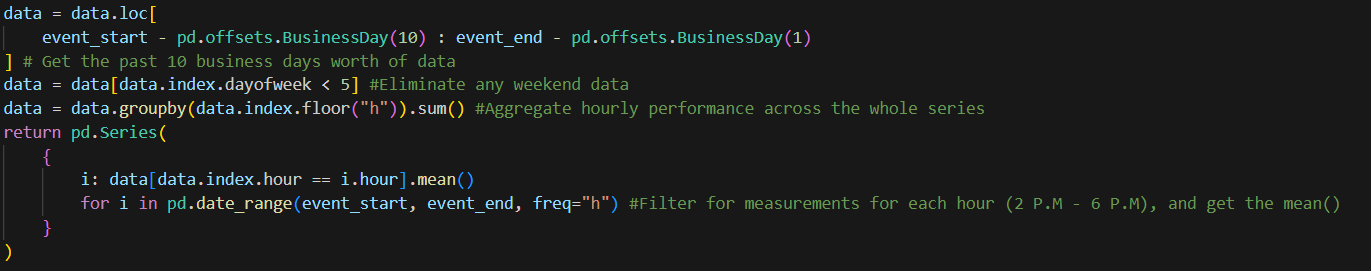 data = data.loc[
    event_start - pd.offsets.BusinessDay(10) : event_end - pd.offsets.BusinessDay(1)
] # Get the past 10 business days worth of data
data = data[data.index.dayofweek < 5] #Eliminate any weekend data
data = data.groupby(data.index.floor("h")).sum() #Aggregate hourly performance across the whole series
return pd.Series(
    {
        i: data[data.index.hour == i.hour].mean()
        for i in pd.date_range(event_start, event_end, freq="h") #Filter for measurements for each hour (2 P.M - 6 P.M), and get the mean()
    }
)